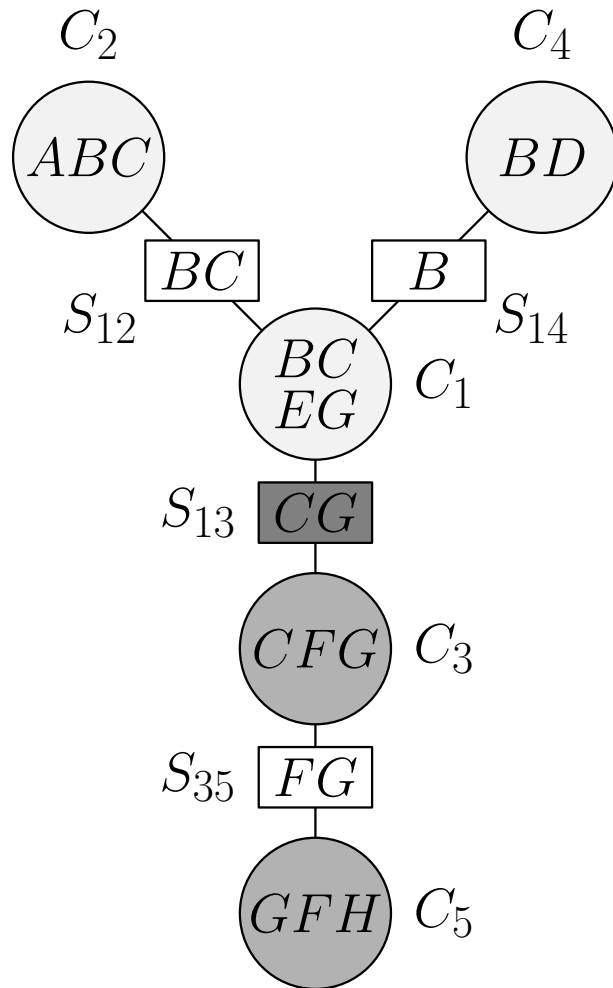 C₂ C₄
ABC BD
BC B
S₁₂ S₁₄
BC
EG C₁
S₁₃ CG
CFG C₃
S₃₅ FG
GFH C₅